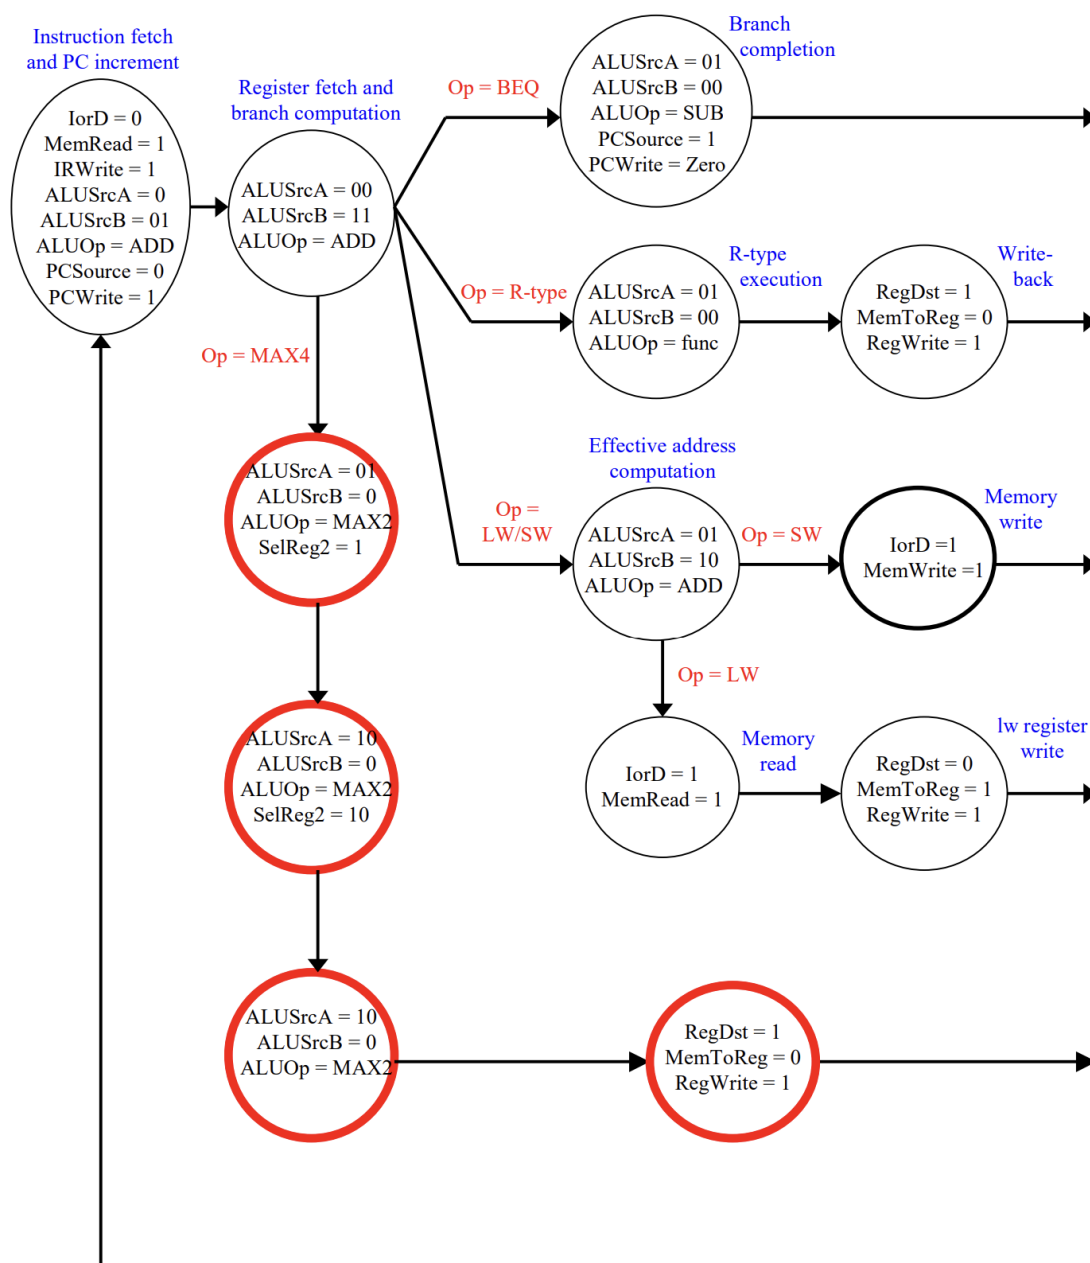 Instruction fetch
and PC increment
IorD = 0
MemRead = 1
IRWrite = 1
ALUSrcA = 0
ALUSrcB = 01
ALUOp = ADD
PCSource = 0
PCWrite = 1
Register fetch and
branch computation
ALUSrcA = 00
ALUSrcB = 11
ALUOp = ADD
Op = BEQ
Branch
completion
ALUSrcA = 01
ALUSrcB = 00
ALUOp = SUB
PCSource = 1
PCWrite = Zero
Op = R-type
R-type
execution
ALUSrcA = 01
ALUSrcB = 00
ALUOp = func
Write-
back
RegDst = 1
MemToReg = 0
RegWrite = 1
Op = MAX4
ALUSrcA = 01
ALUSrcB = 0
ALUOp = MAX2
SelReg2 = 1
Op =
LW/SW
Effective address
computation
ALUSrcA = 01
ALUSrcB = 10
ALUOp = ADD
Op = SW
Memory
write
IorD =1
MemWrite =1
Op = LW
IorD = 1
MemRead = 1
Memory
read
lw register
write
RegDst = 0
MemToReg = 1
RegWrite = 1
ALUSrcA = 10
ALUSrcB = 0
ALUOp = MAX2
SelReg2 = 10
ALUSrcA = 10
ALUSrcB = 0
ALUOp = MAX2
RegDst = 1
MemToReg = 0
RegWrite = 1